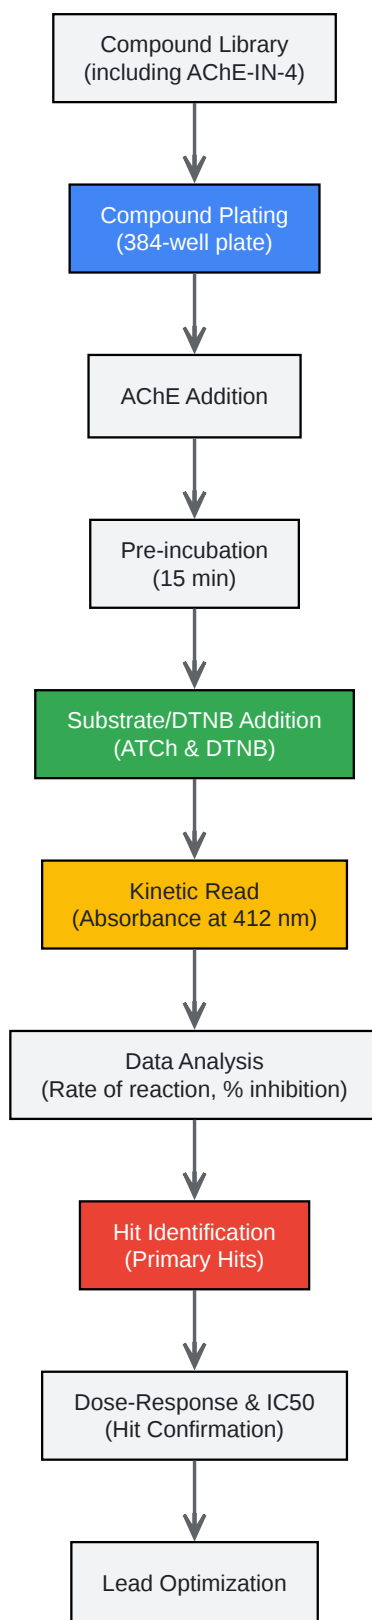 Compound Library
(including AChE-IN-4)
Compound Plating
(384-well plate)
AChE Addition
Pre-incubation
(15 min)
Substrate/DTNB Addition
(ATCh & DTNB)
Kinetic Read
(Absorbance at 412 nm)
Data Analysis
(Rate of reaction, % inhibition)
Hit Identification
(Primary Hits)
Dose-Response & IC50
(Hit Confirmation)
Lead Optimization